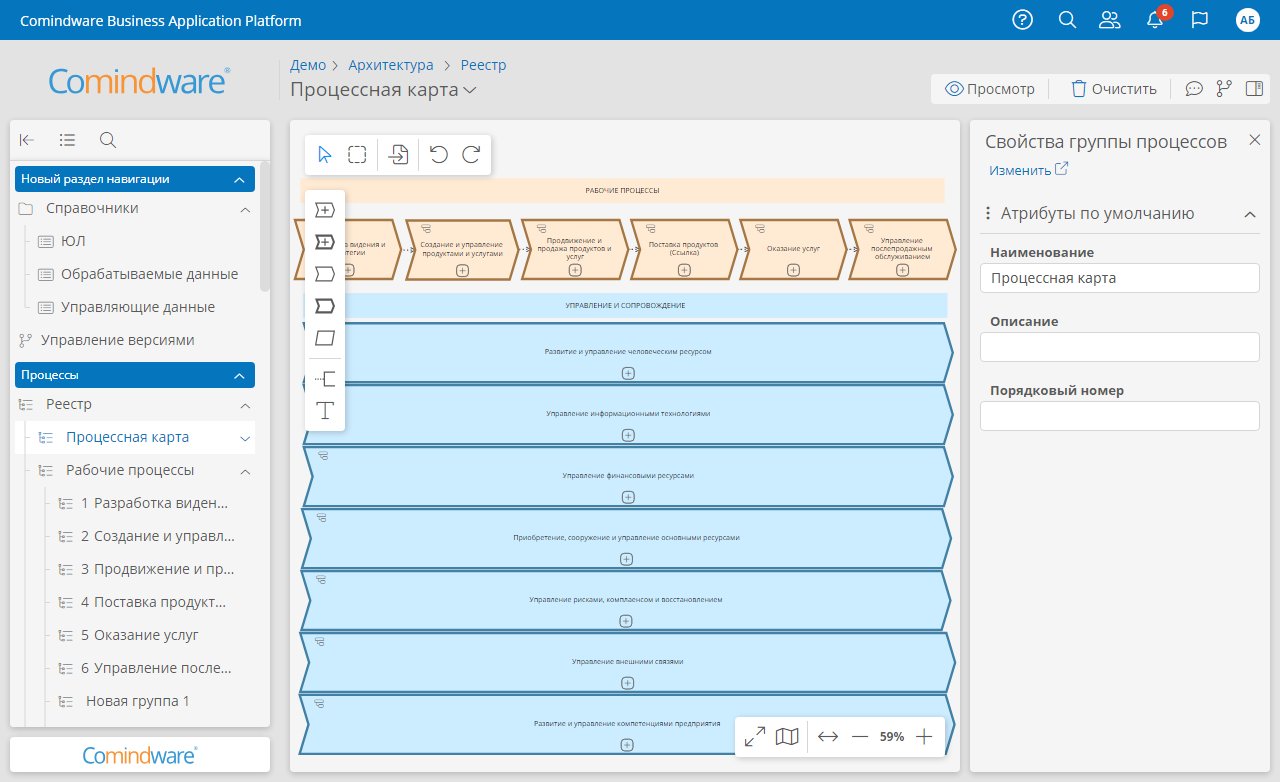 Comindware Business Application Platform
6
АБ
Comindware®
Демо > Архитектура > Реестр
Процессная карта
Просмотр
Очистить
Новый раздел навигации
Справочники
ЮЛ
Обрабатываемые данные
Управляющие данные
Управление версиями
Процессы
Реестр
Процессная карта
Рабочие процессы
1 Разработка виден...
2 Создание и управл...
3 Продвижение и пр...
4 Поставка продукт...
5 Оказание услуг
6 Управление после...
Новая группа 1
Comindware®
РАБОЧИЕ ПРОЦЕССЫ
видения и
Создание и управление
продуктами и услугами
Продвижение и
продажа продуктов и
услуг
Поставка продуктов
(Ссылка)
Оказание услуг
Управление
послепродажным
обслуживанием
УПРАВЛЕНИЕ И СОПРОВОЖДЕНИЕ
Развитие и управление человеческим ресурсом
Управление информационными технологиями
Управление финансовыми ресурсами
Приобретение, сооружение и управление основными ресурсами
Управление рисками, комплаенсом и восстановлением
Управление внешними связями
Развитие и управление компетенциями предприятия
59%
Свойства группы процессов
Изменить
Атрибуты по умолчанию
Наименование
Процессная карта
Описание
Порядковый номер